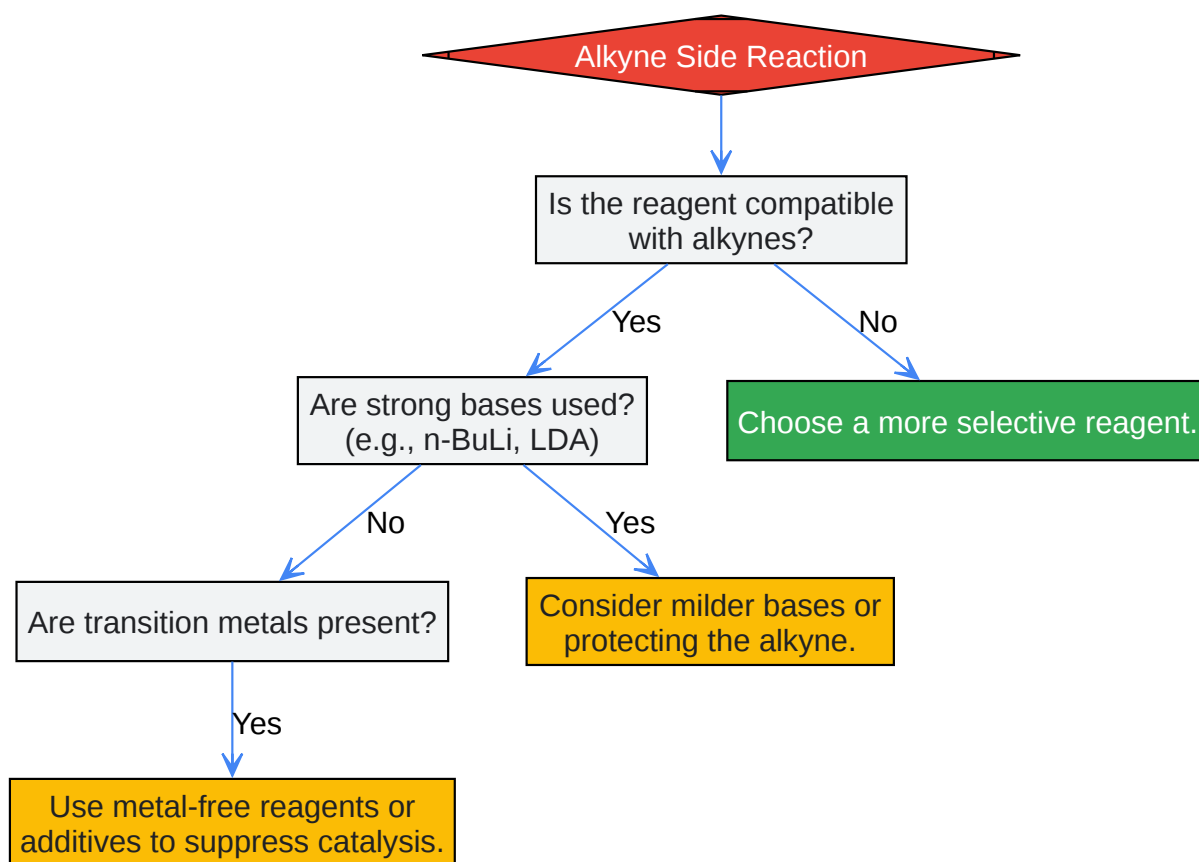 Alkyne Side Reaction
Is the reagent compatible
with alkynes?
Yes
No
Are strong bases used?
(e.g., n-BuLi, LDA)
Choose a more selective reagent.
No
Yes
Are transition metals present?
Consider milder bases or
protecting the alkyne.
Yes
Use metal-free reagents or
additives to suppress catalysis.